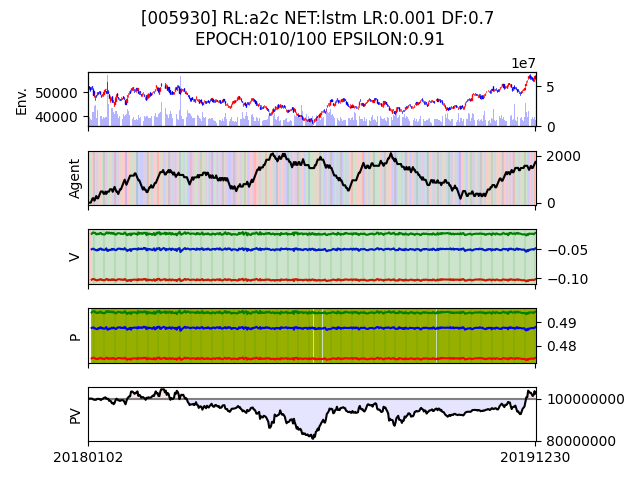 [005930] RL:a2c NET:lstm LR:0.001 DF:0.7
EPOCH:010/100 EPSILON:0.91
1e7
Env.
50000
40000
5
0
Agent
2000
0
V
−0.05
−0.10
P
0.49
0.48
PV
100000000
80000000
20180102
20191230